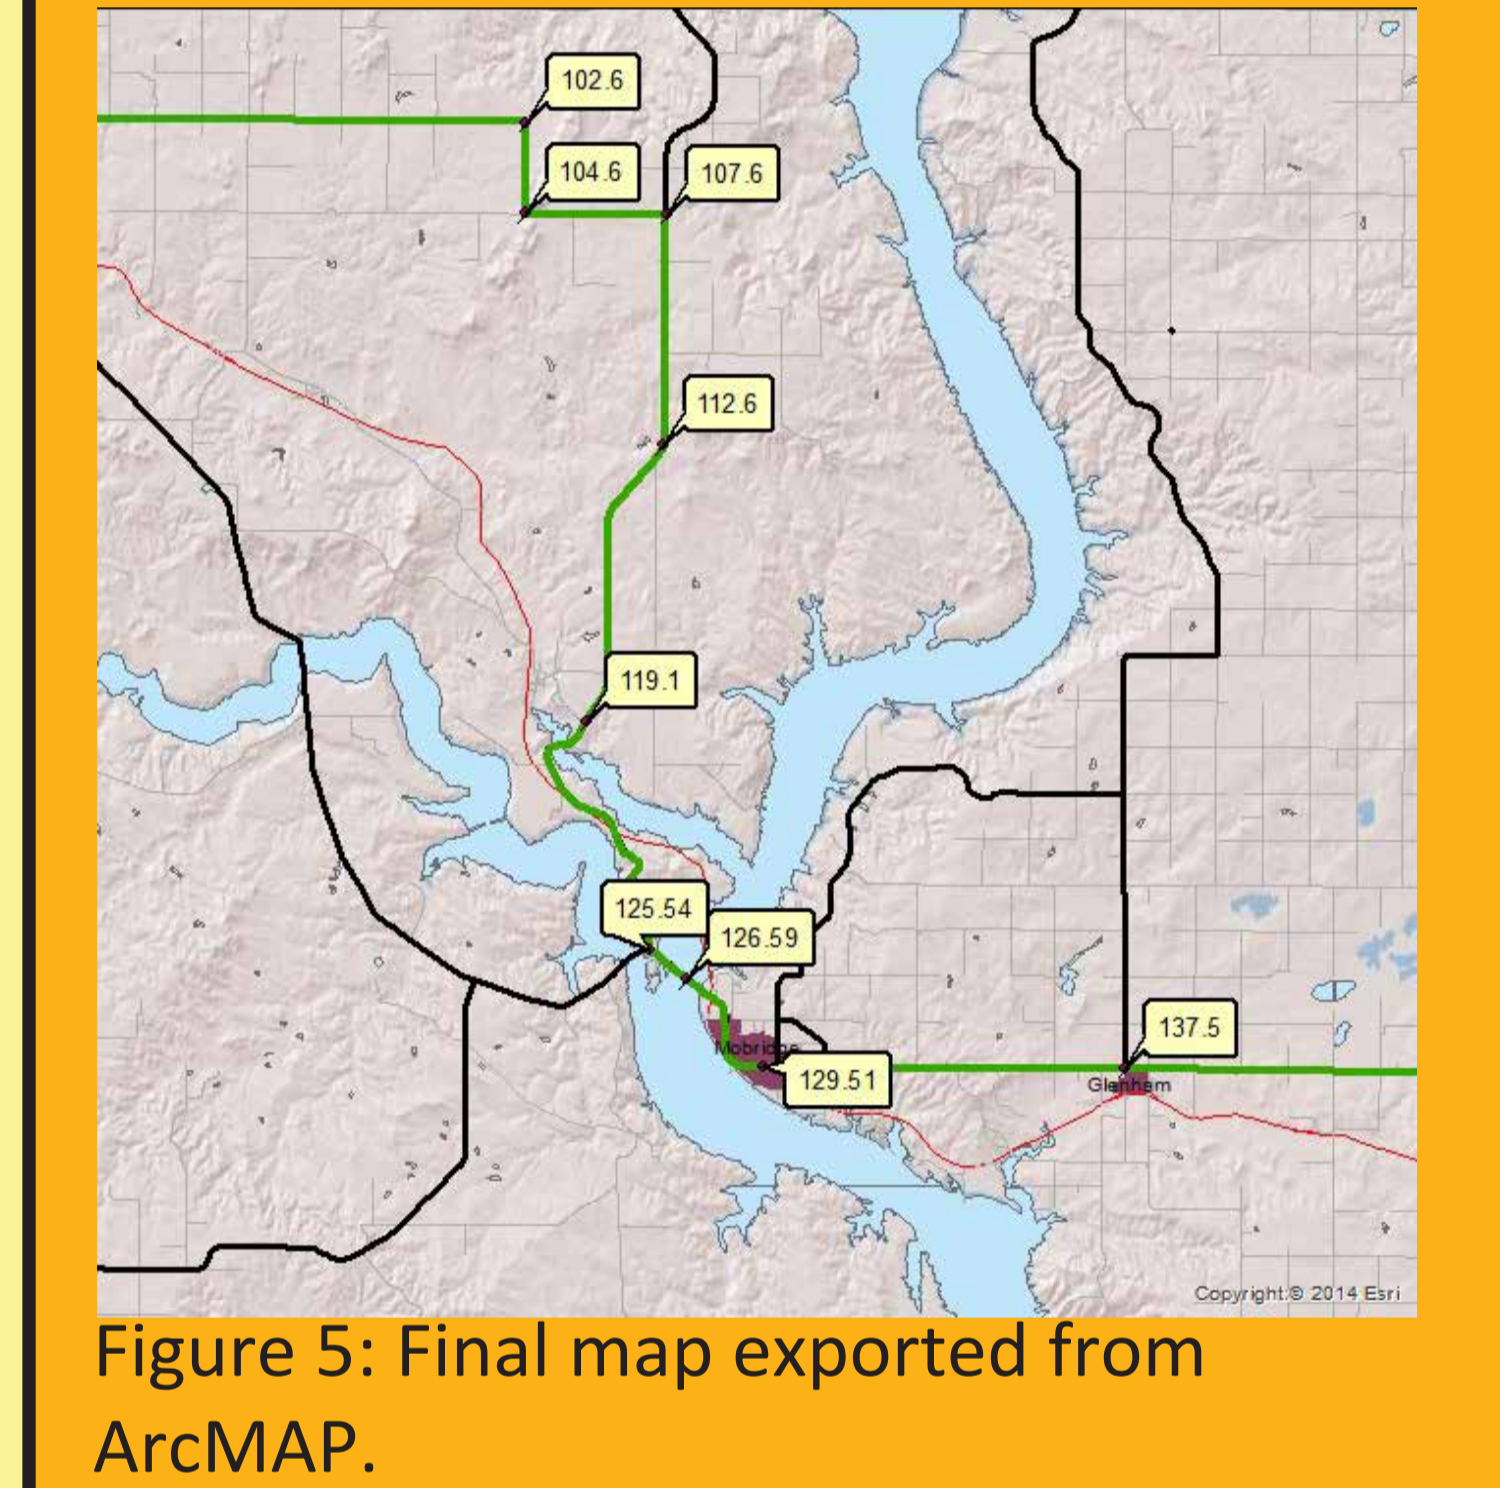 102.6
104.6
107.6
112.6
119.1
125.54
126.59
137.5
Mobridge
129.51
Glenham
Copyright:© 2014 Esri
Figure 5: Final map exported from
ArcMAP.